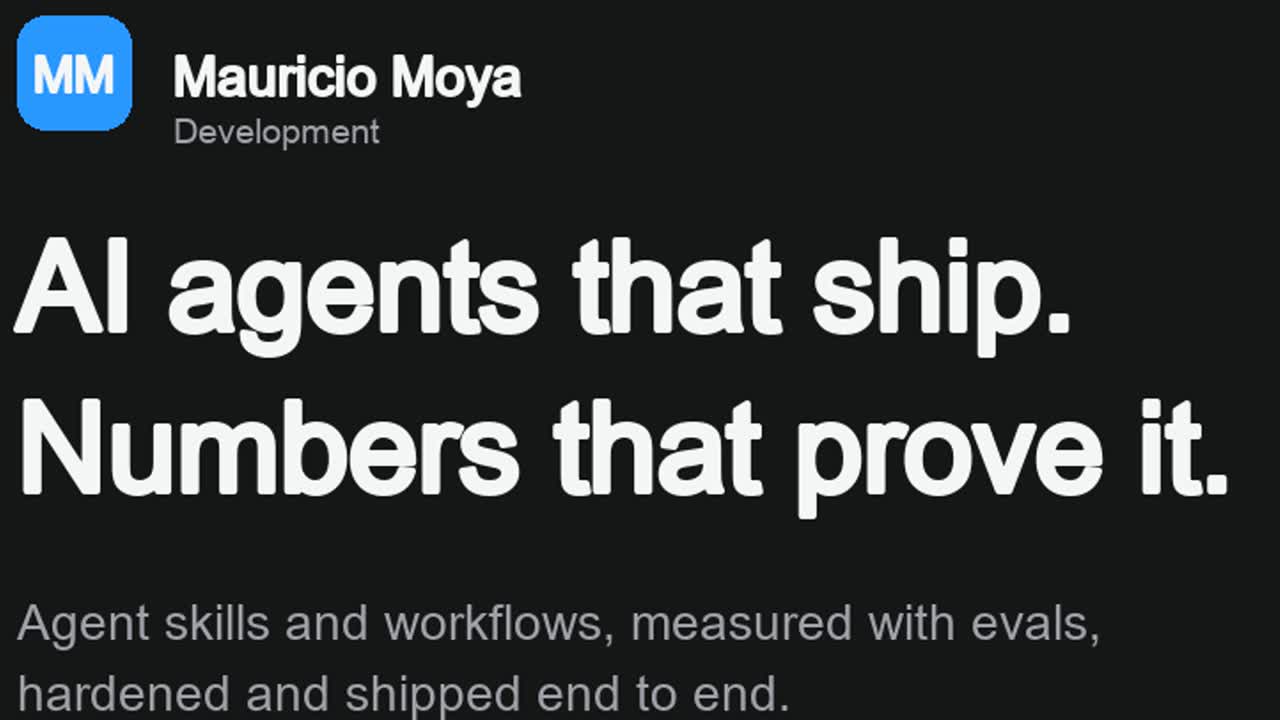 MM
Mauricio Moya
Development
AI agents that ship.
Numbers that prove it.
Agent skills and workflows, measured with evals,
hardened and shipped end to end.